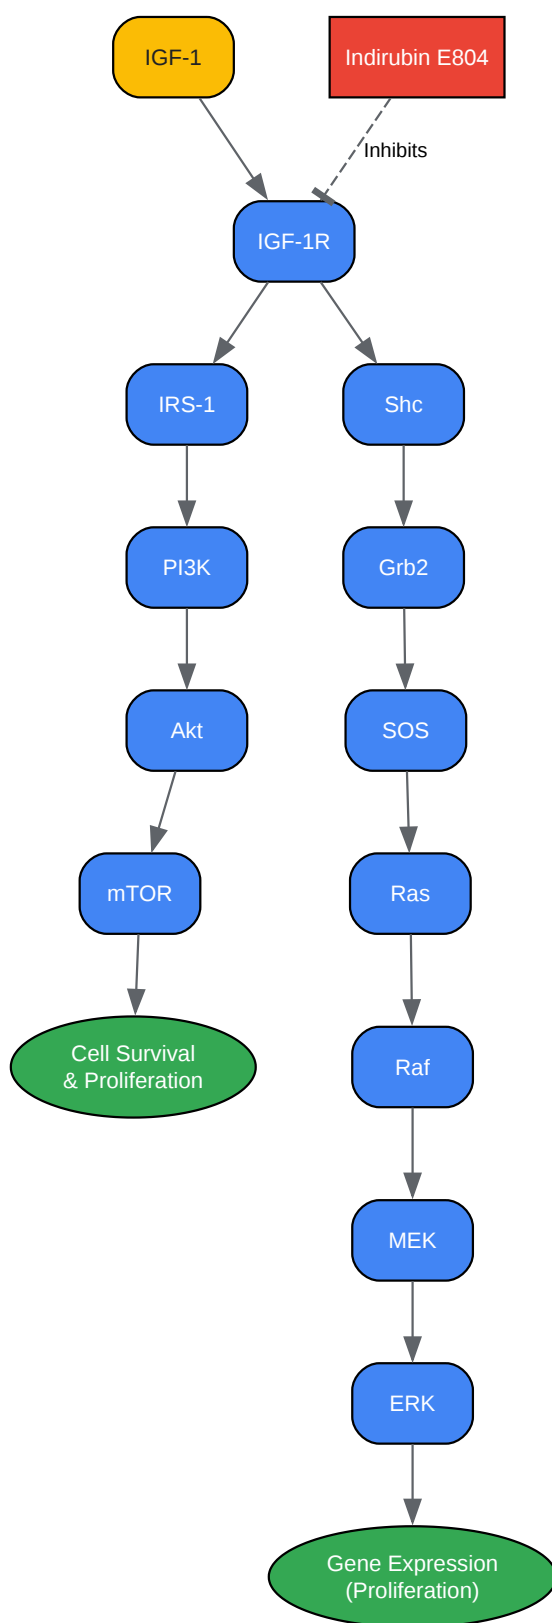 IGF-1
Indirubin E804
Inhibits
IGF-1R
IRS-1
Shc
PI3K
Grb2
Akt
SOS
mTOR
Ras
Cell Survival
& Proliferation
Raf
MEK
ERK
Gene Expression
(Proliferation)